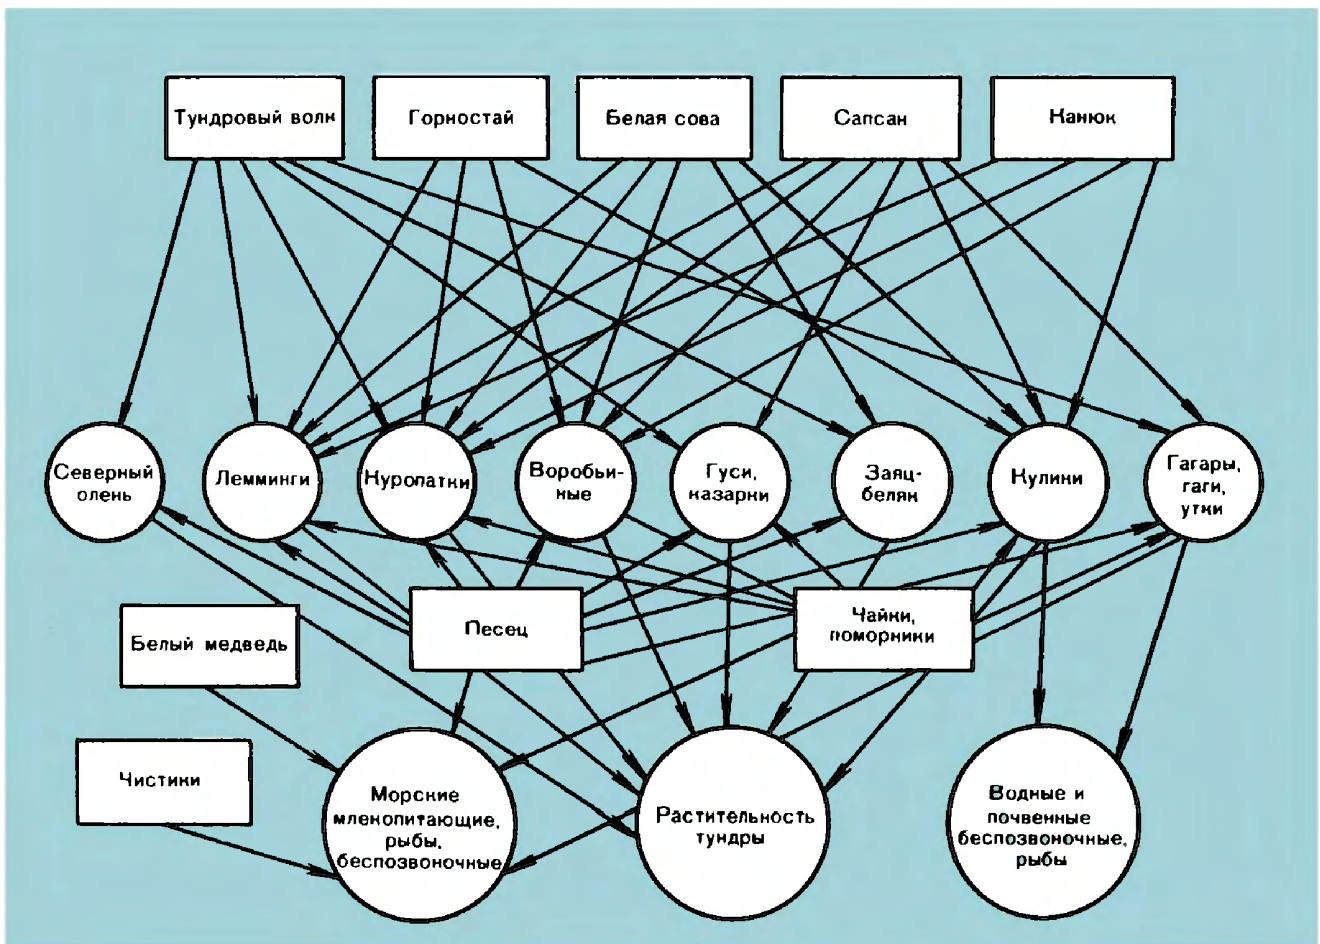 Тундровый волк
Горностай
Белая сова
Сапсан
Канюк
Северный
олень
Лемминги
Куропатки
Воробьи-
ные
Гуси,
казарки
Заяц-
беляк
Кулики
Гагары,
гаги,
утки
Песец
Чайки,
поморники
Белый медведь
Чистики
Морские
млекопитающие,
рыбы,
беспозвоночные
Растительность
тундры
Водные и
почвенные
беспозвоночные,
рыбы